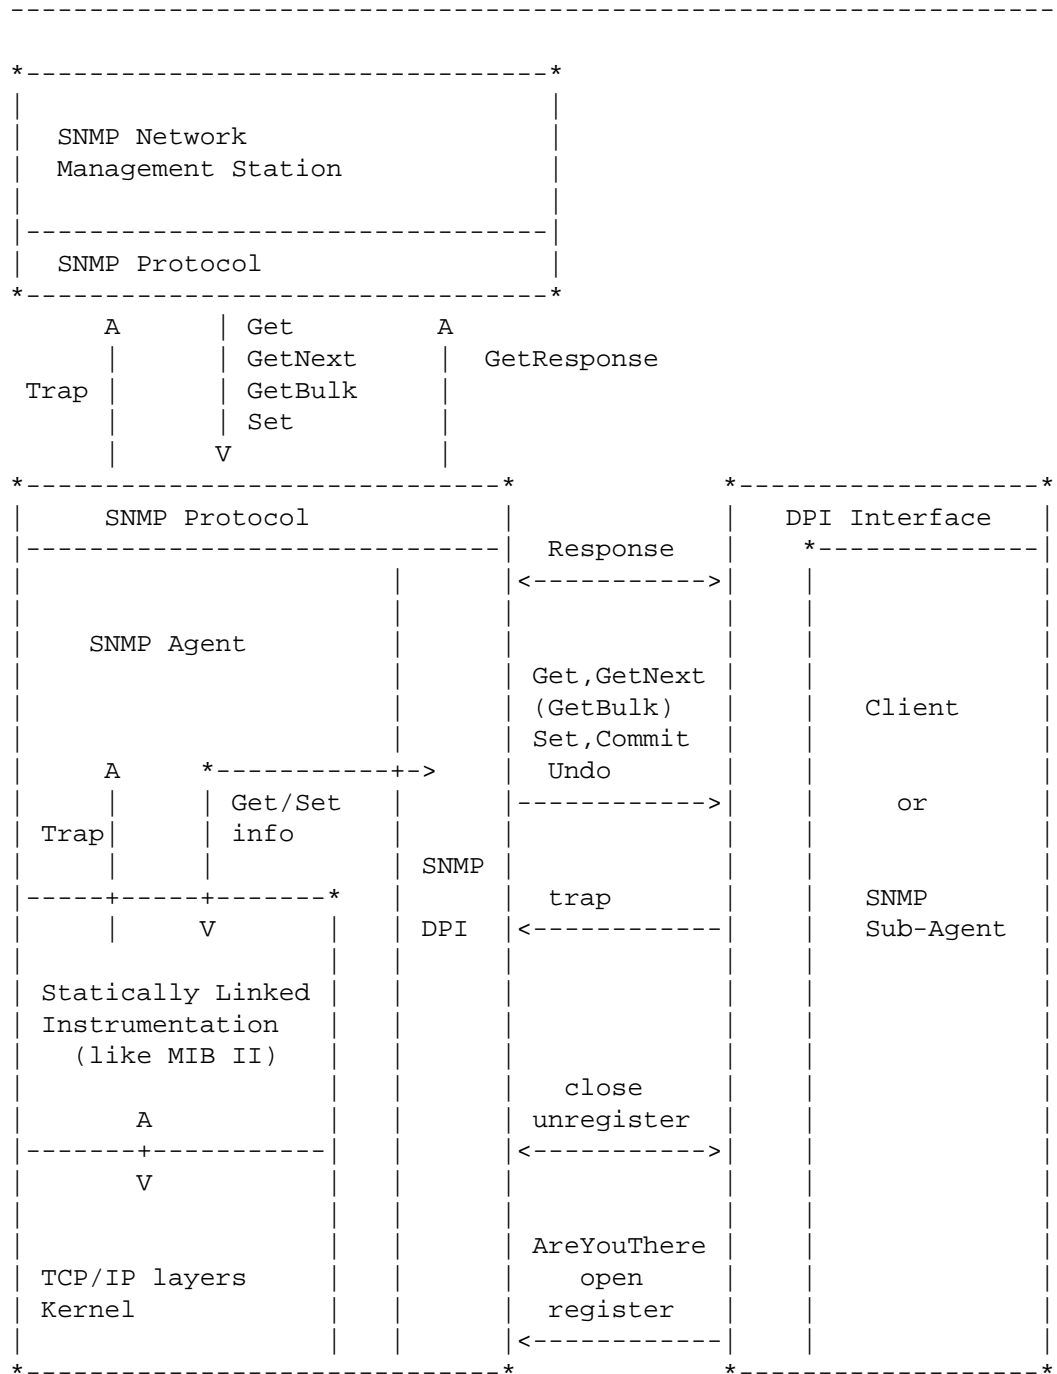 SNMP Network
Management Station
SNMP Protocol
A | Get A
| | GetNext | GetResponse
Trap | | GetBulk |
| | Set |
| V |
SNMP Protocol DPI Interface
Response
SNMP Agent
Get,GetNext
(GetBulk) Client
Set,Commit
A Undo
Get/Set or
Trap info
SNMP
trap SNMP
V DPI Sub-Agent
Statically Linked
Instrumentation
(like MIB II)
close
A unregister
V
AreYouThere
TCP/IP layers open
Kernel register